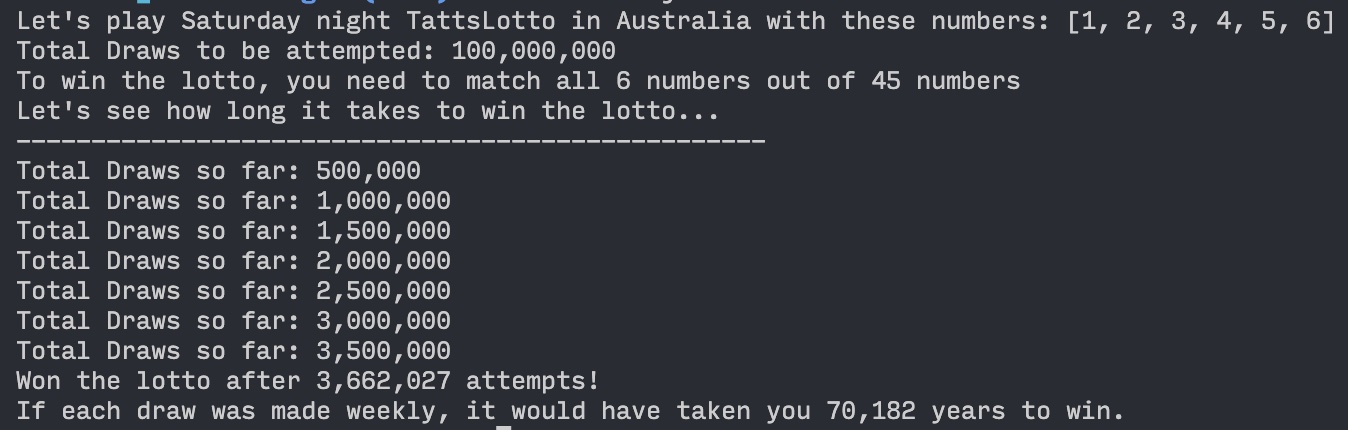 Let's play Saturday night TattsLotto in Australia with these numbers: [1, 2, 3, 4, 5, 6]
Total Draws to be attempted: 100,000,000
To win the lotto, you need to match all 6 numbers out of 45 numbers
Let's see how long it takes to win the lotto...
--------------------------------------------------
Total Draws so far: 500,000
Total Draws so far: 1,000,000
Total Draws so far: 1,500,000
Total Draws so far: 2,000,000
Total Draws so far: 2,500,000
Total Draws so far: 3,000,000
Total Draws so far: 3,500,000
Won the lotto after 3,662,027 attempts!
If each draw was made weekly, it would have taken you 70,182 years to win.